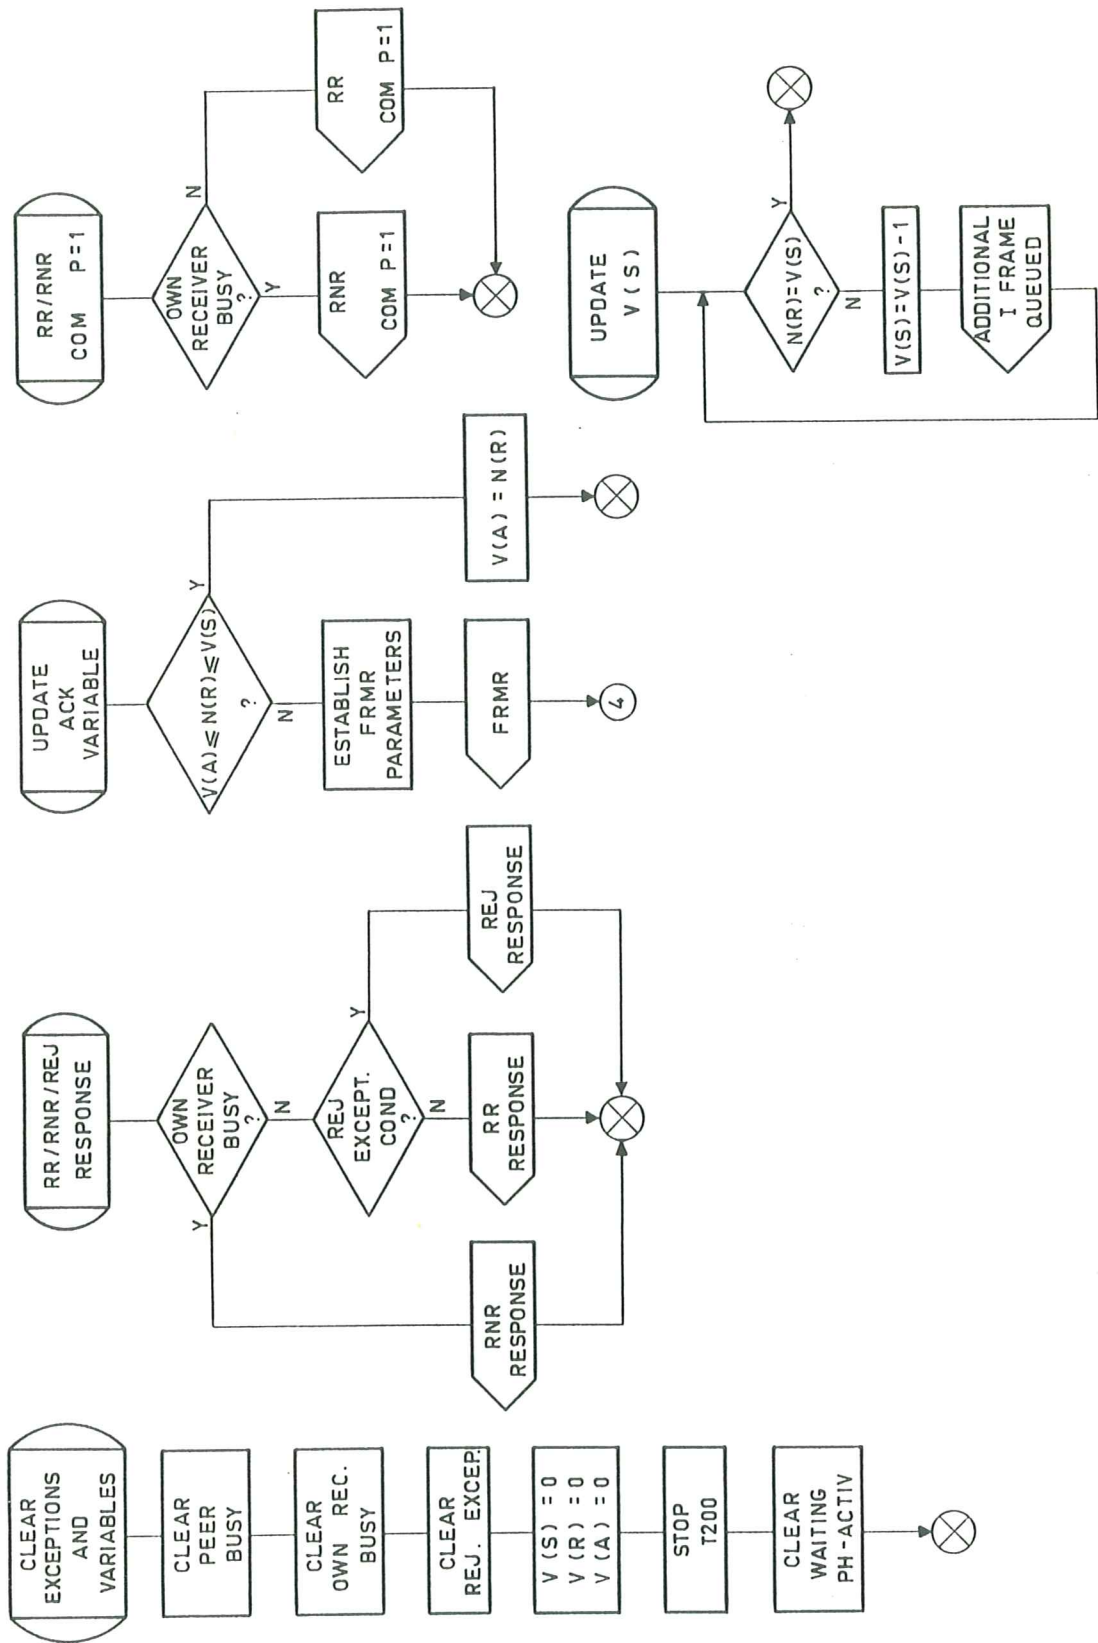 CLEAR
EXCEPTIONS
AND
VARIABLES
CLEAR
PEER
BUSY
CLEAR
OWN REC.
BUSY
CLEAR
REJ. EXCEP.
V(S) =0
V(R) =0
V(A) =0
STOP
T200
CLEAR
WAITING
PH-ACTIV
RR/RNR/REJ
RESPONSE
OWN
RECEIVER
BUSY
?
Y
N
REJ
EXCEPT.
COND
?
Y
N
RNR
RESPONSE
RR
RESPONSE
REJ
RESPONSE
UPDATE
ACK
VARIABLE
V(A)≤N(R)≤V(S)
?
Y
N
ESTABLISH
FRMR
PARAMETERS
FRMR
4
V(A) = N(R)
RR/RNR
COM P=1
OWN
RECEIVER
BUSY
?
N
Y
RNR
COM P=1
RR
COM P=1
UPDATE
V(S)
N(R)=V(S)
?
Y
N
V(S)=V(S)-1
ADDITIONAL
I FRAME
QUEUED